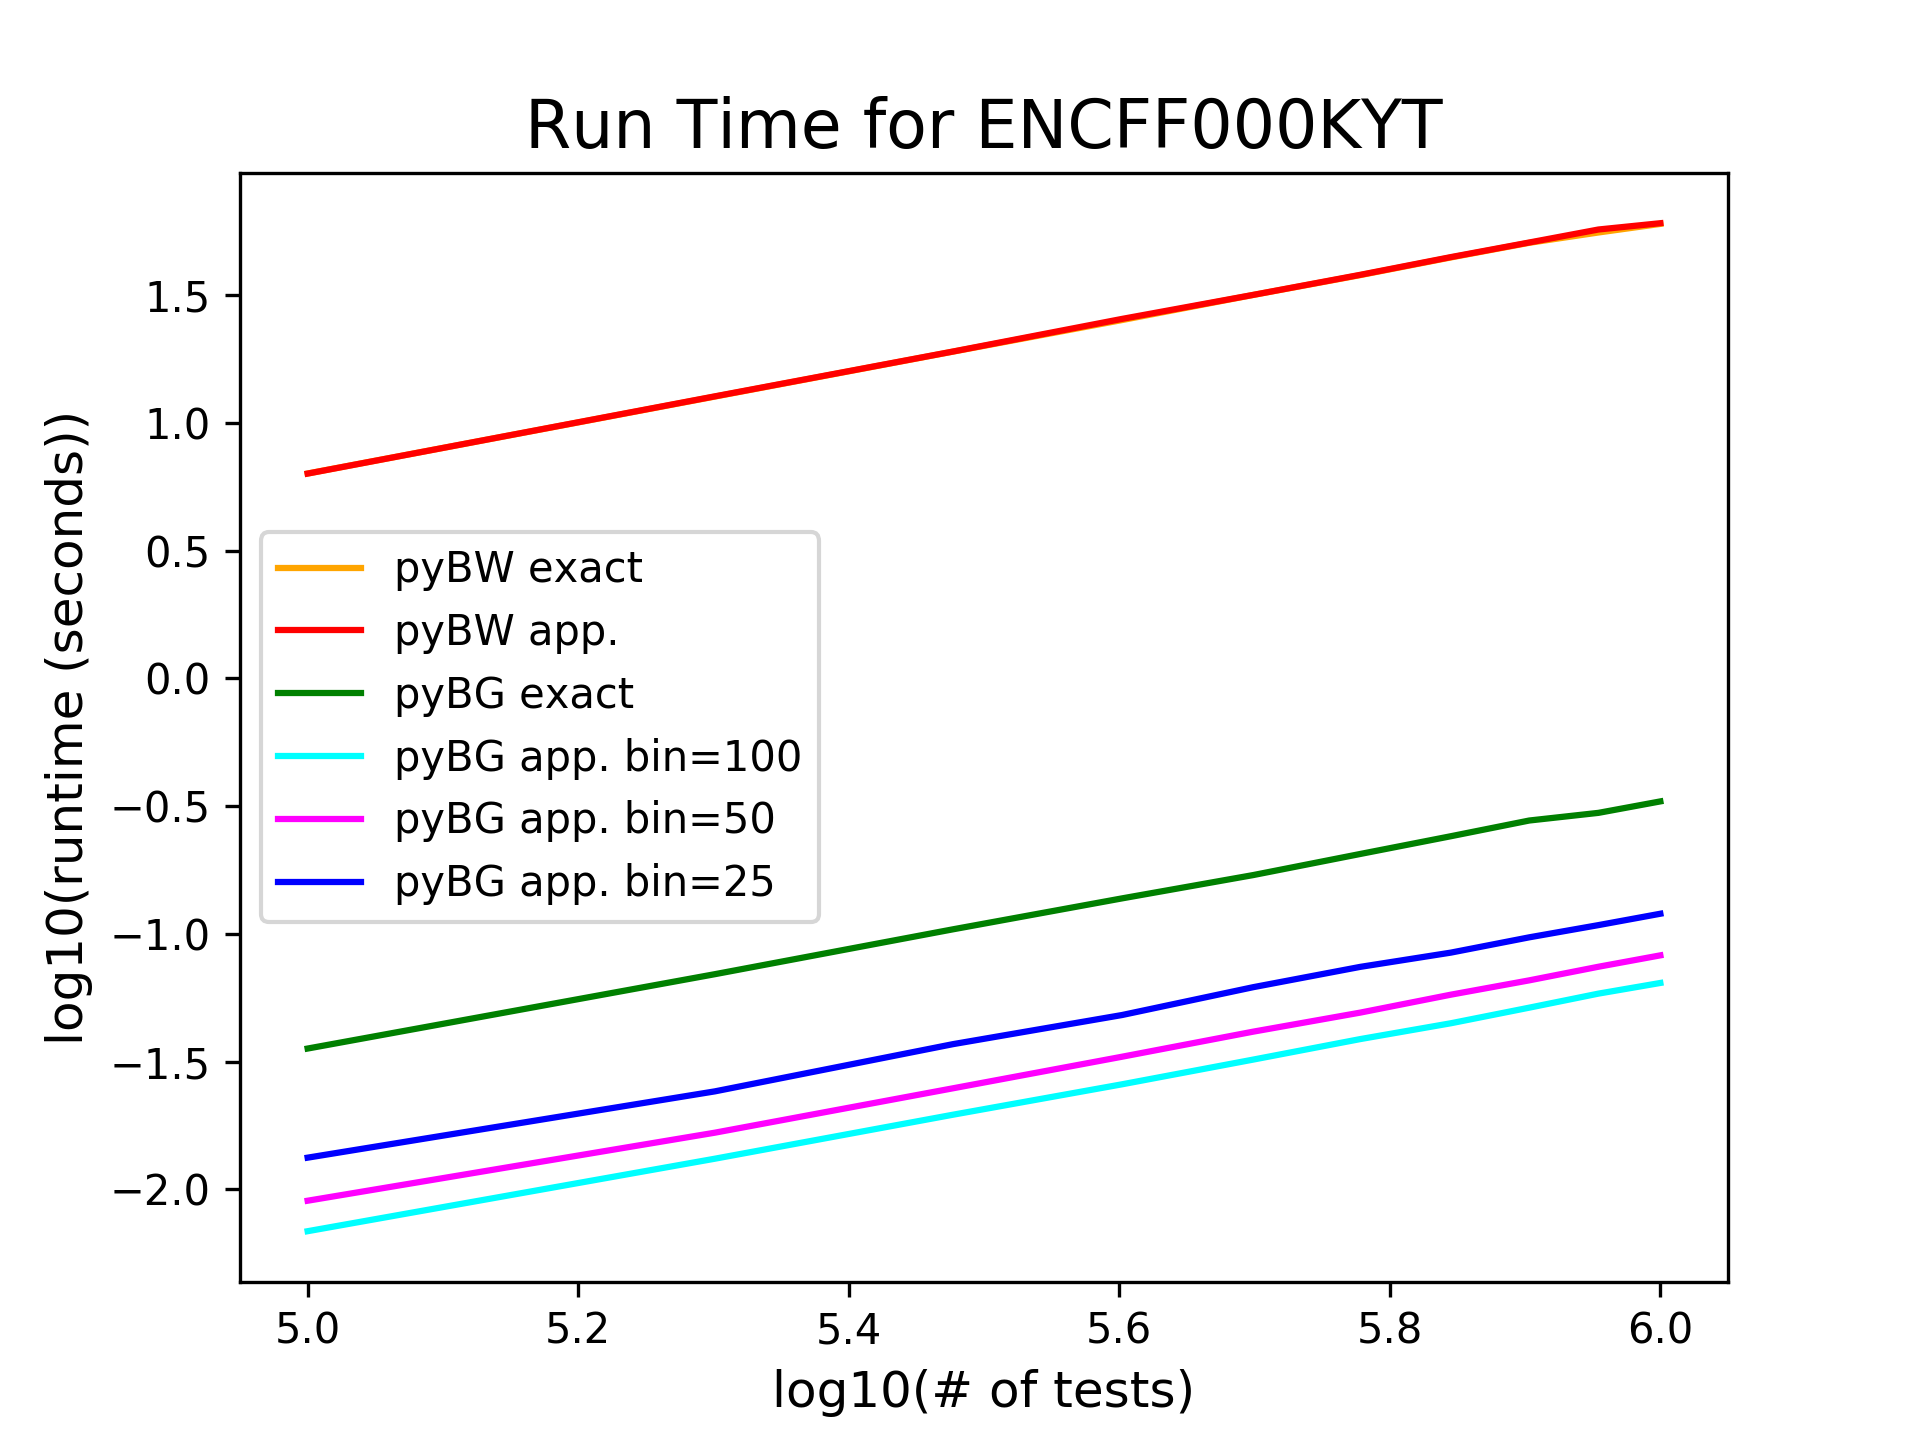 Run Time for ENCFF000KYT
log10(runtime (seconds))
1.5
1.0
0.5
0.0
−0.5
−1.0
−1.5
−2.0
pyBW exact
pyBW app.
pyBG exact
pyBG app. bin=100
pyBG app. bin=50
pyBG app. bin=25
5.0 5.2 5.4 5.6 5.8 6.0
log10(# of tests)